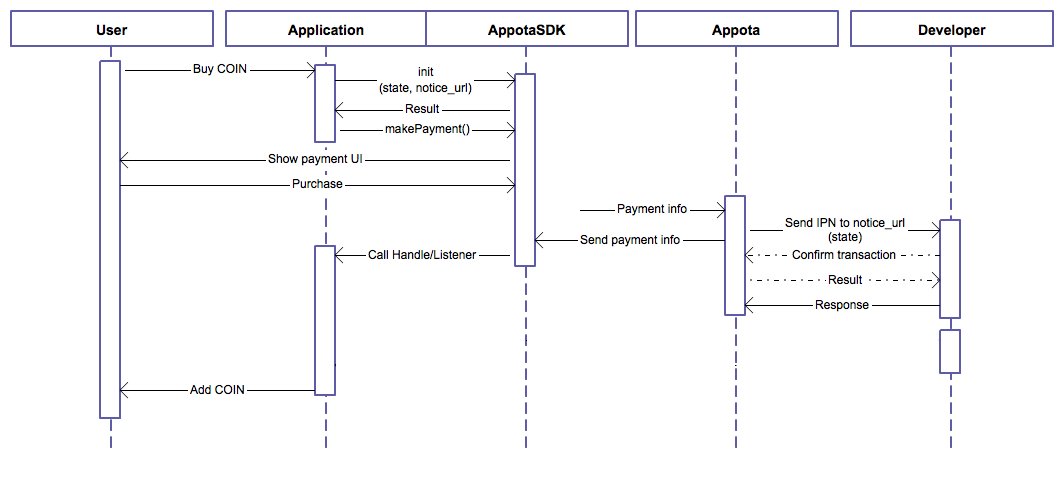 User
Application
AppotaSDK
Appota
Developer
Buy COIN
init
(state, notice_url)
Result
makePayment()
Show payment UI
Purchase
Payment info
Send IPN to notice_url
(state)
Send payment info
Call Handle/Listener
Confirm transaction
Result
Response
Add COIN